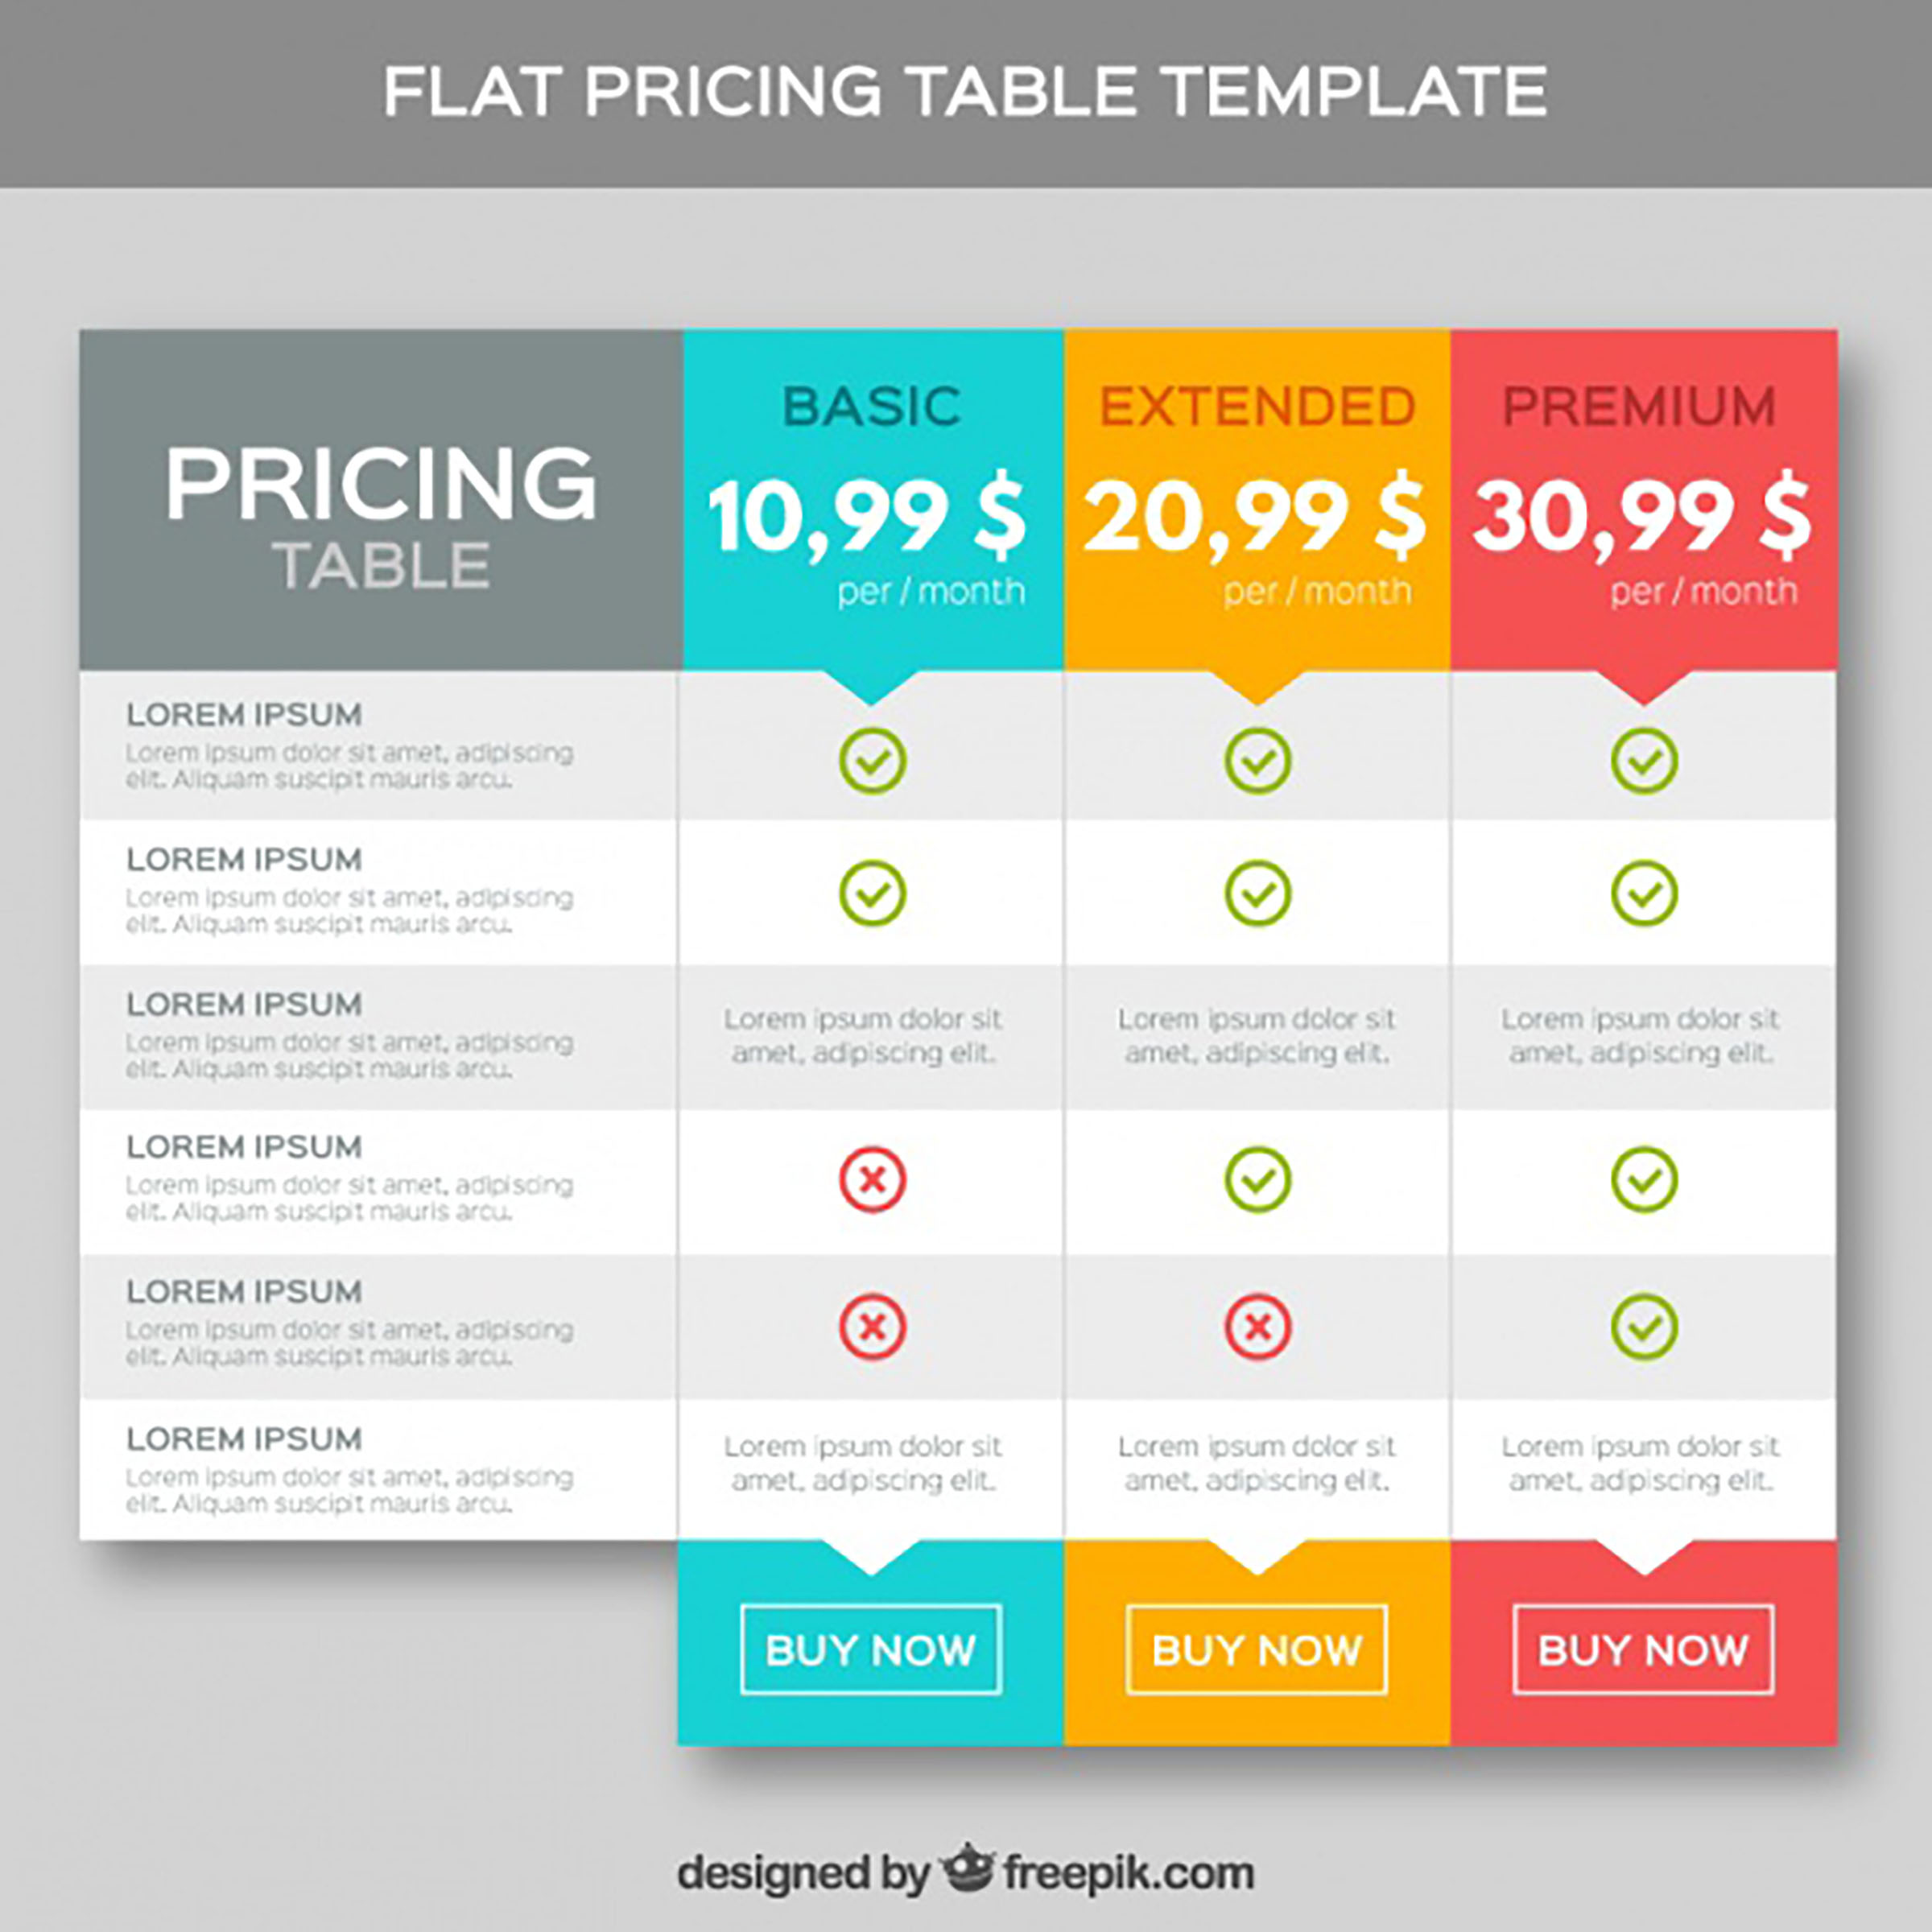 FLAT PRICING TABLE TEMPLATE
PRICING
TABLE
BASIC
10,99 $
per / month
EXTENDED
20,99 $
per / month
PREMIUM
30,99 $
per / month
LOREM IPSUM
Lorem ipsum dolor sit amet, adipiscing
elit. Aliquam suscipit mauris arcu.
LOREM IPSUM
Lorem ipsum dolor sit amet, adipiscing
elit. Aliquam suscipit mauris arcu.
LOREM IPSUM
Lorem ipsum dolor sit amet, adipiscing
elit. Aliquam suscipit mauris arcu.
Lorem ipsum dolor sit
amet, adipiscing elit.
Lorem ipsum dolor sit
amet, adipiscing elit.
Lorem ipsum dolor sit
amet, adipiscing elit.
LOREM IPSUM
Lorem ipsum dolor sit amet, adipiscing
elit. Aliquam suscipit mauris arcu.
LOREM IPSUM
Lorem ipsum dolor sit amet, adipiscing
elit. Aliquam suscipit mauris arcu.
LOREM IPSUM
Lorem ipsum dolor sit amet, adipiscing
elit. Aliquam suscipit mauris arcu.
Lorem ipsum dolor sit
amet, adipiscing elit.
Lorem ipsum dolor sit
amet, adipiscing elit.
Lorem ipsum dolor sit
amet, adipiscing elit.
BUY NOW
BUY NOW
BUY NOW
designed by freepik.com